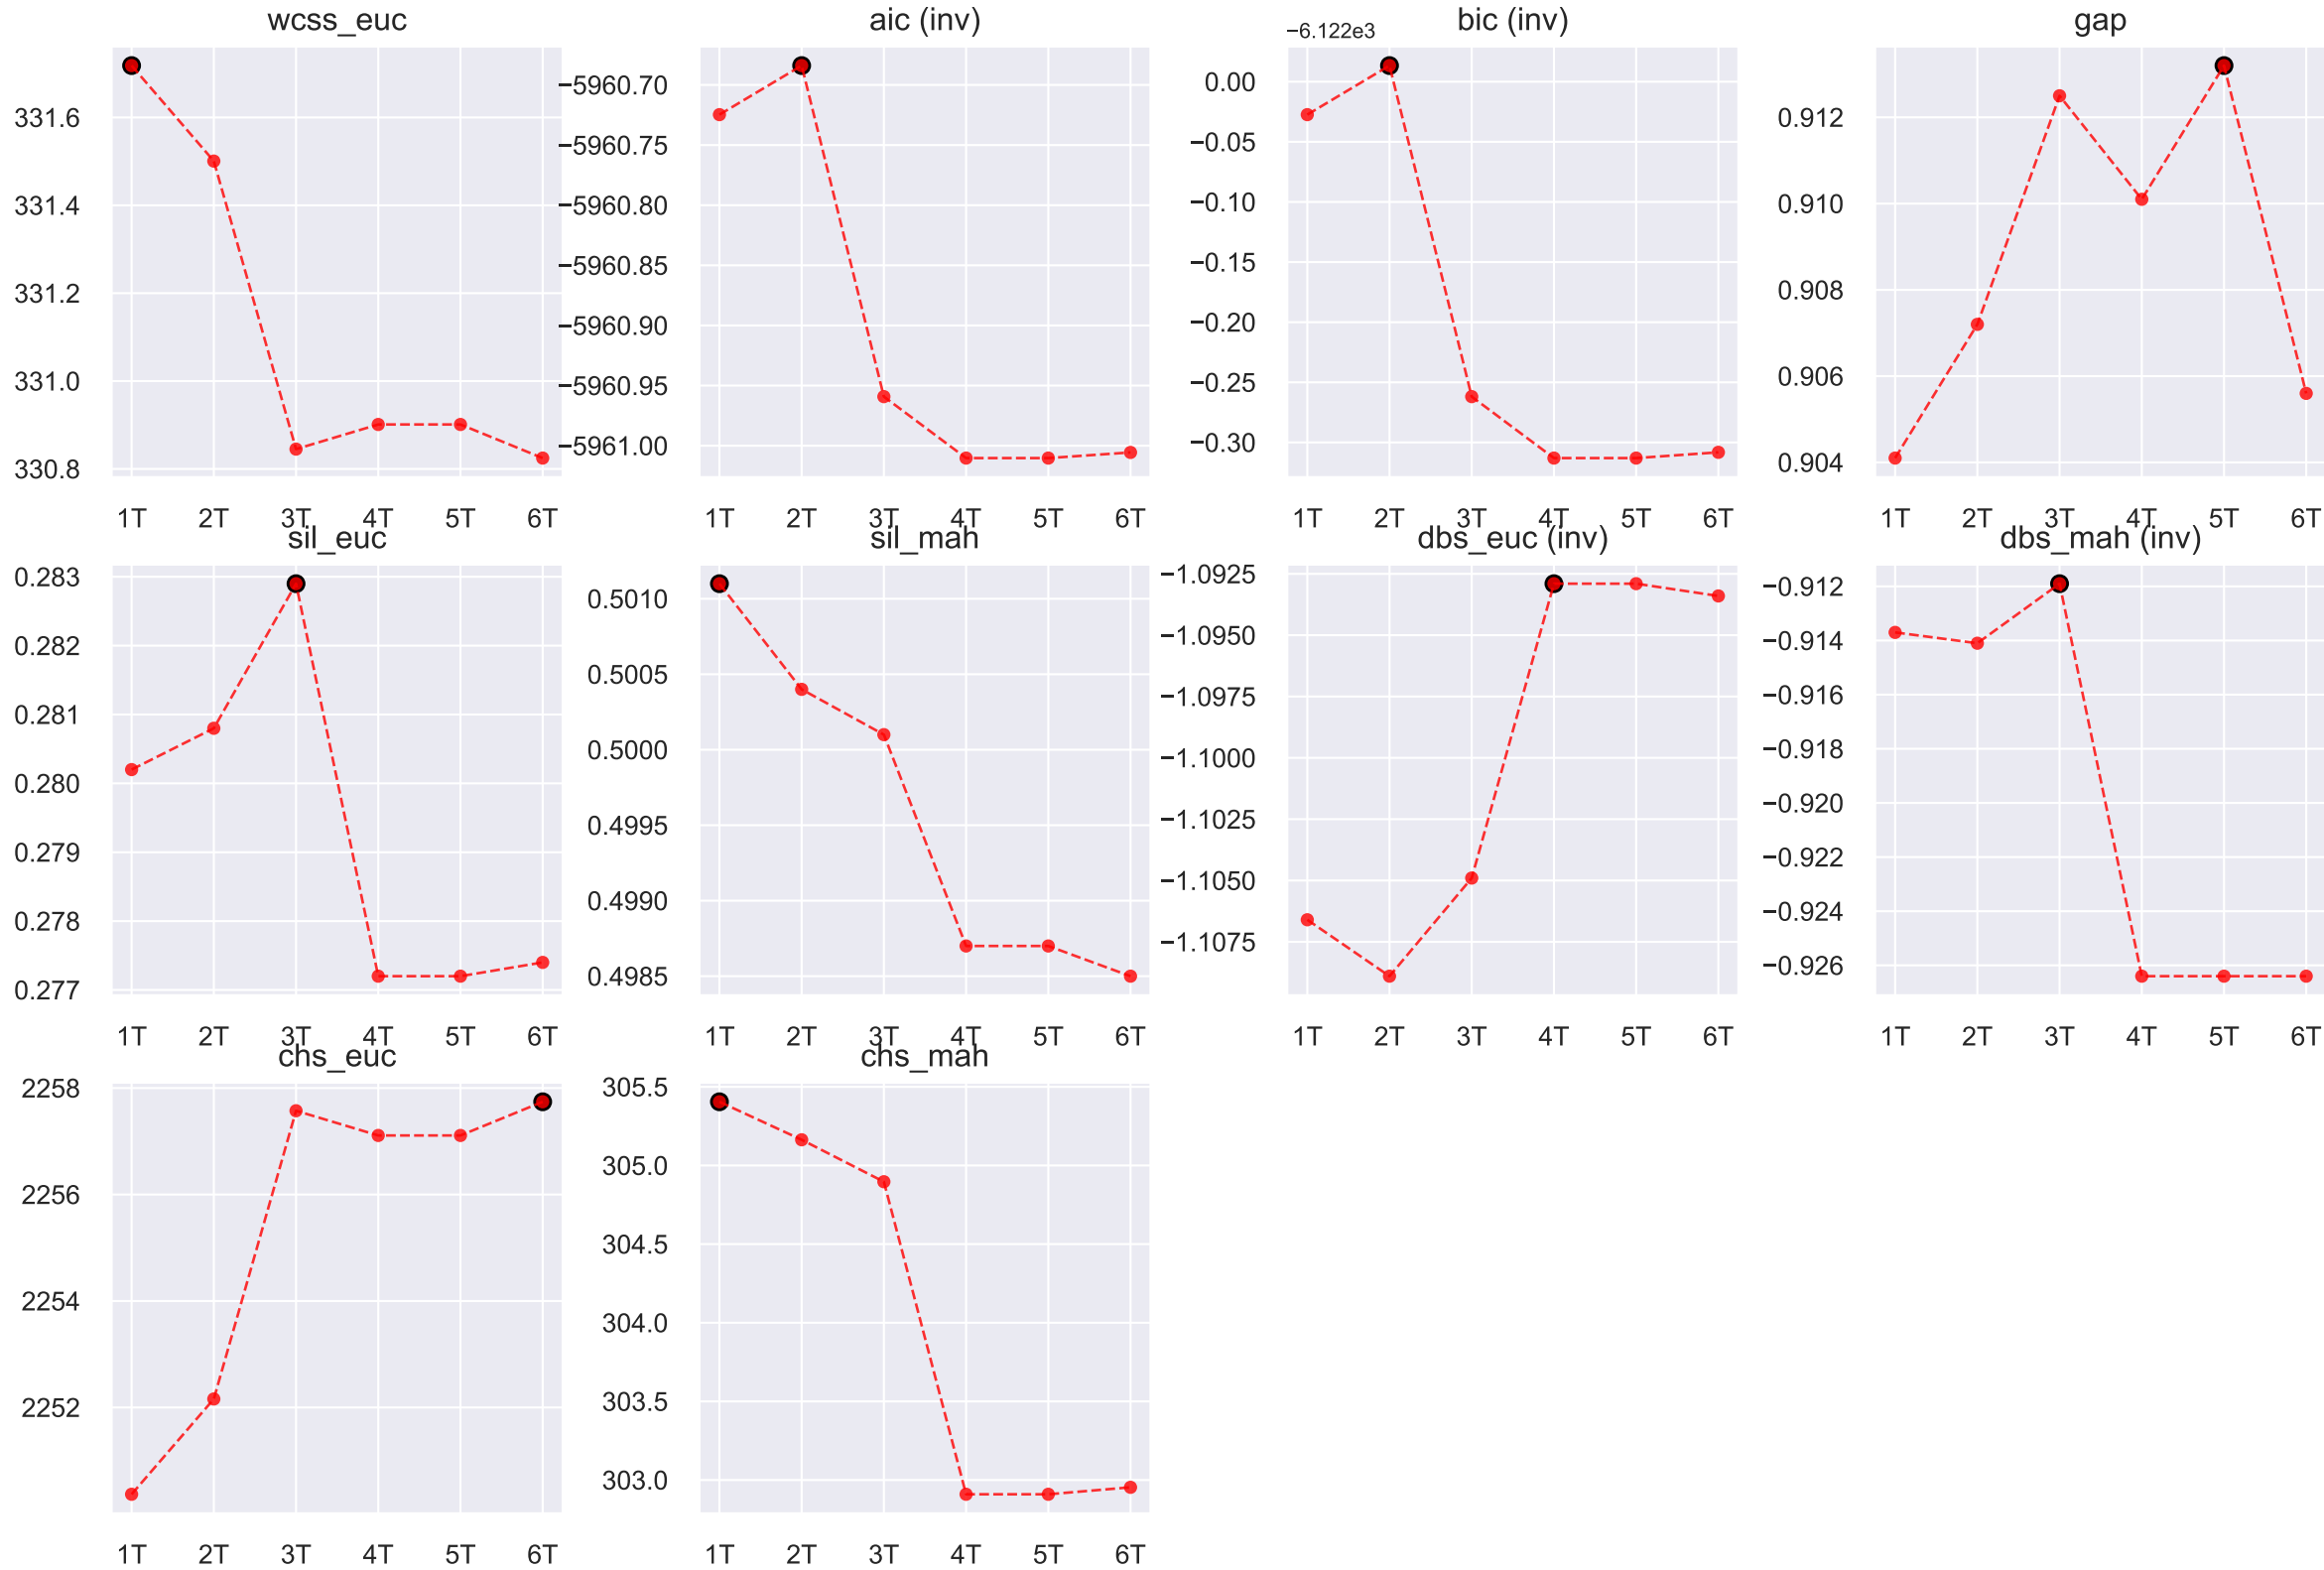 wcss_euc
331.6
331.4
331.2
331.0
330.8
1T 2T 3T 4T 5T 6T
aic (inv)
−5960.70
−5960.75
−5960.80
−5960.85
−5960.90
−5960.95
−5961.00
1T 2T 3T 4T 5T 6T
bic (inv)
−6.122e3
0.00
−0.05
−0.10
−0.15
−0.20
−0.25
−0.30
1T 2T 3T 4T 5T 6T
gap
0.912
0.910
0.908
0.906
0.904
1T 2T 3T 4T 5T 6T
sil_euc
0.283
0.282
0.281
0.280
0.279
0.278
0.277
1T 2T 3T 4T 5T 6T
sil_mah
0.5010
0.5005
0.5000
0.4995
0.4990
0.4985
1T 2T 3T 4T 5T 6T
dbs_euc (inv)
−1.0925
−1.0950
−1.0975
−1.1000
−1.1025
−1.1050
−1.1075
1T 2T 3T 4T 5T 6T
dbs_mah (inv)
−0.912
−0.914
−0.916
−0.918
−0.920
−0.922
−0.924
−0.926
1T 2T 3T 4T 5T 6T
chs_euc
2258
2256
2254
2252
1T 2T 3T 4T 5T 6T
chs_mah
305.5
305.0
304.5
304.0
303.5
303.0
1T 2T 3T 4T 5T 6T